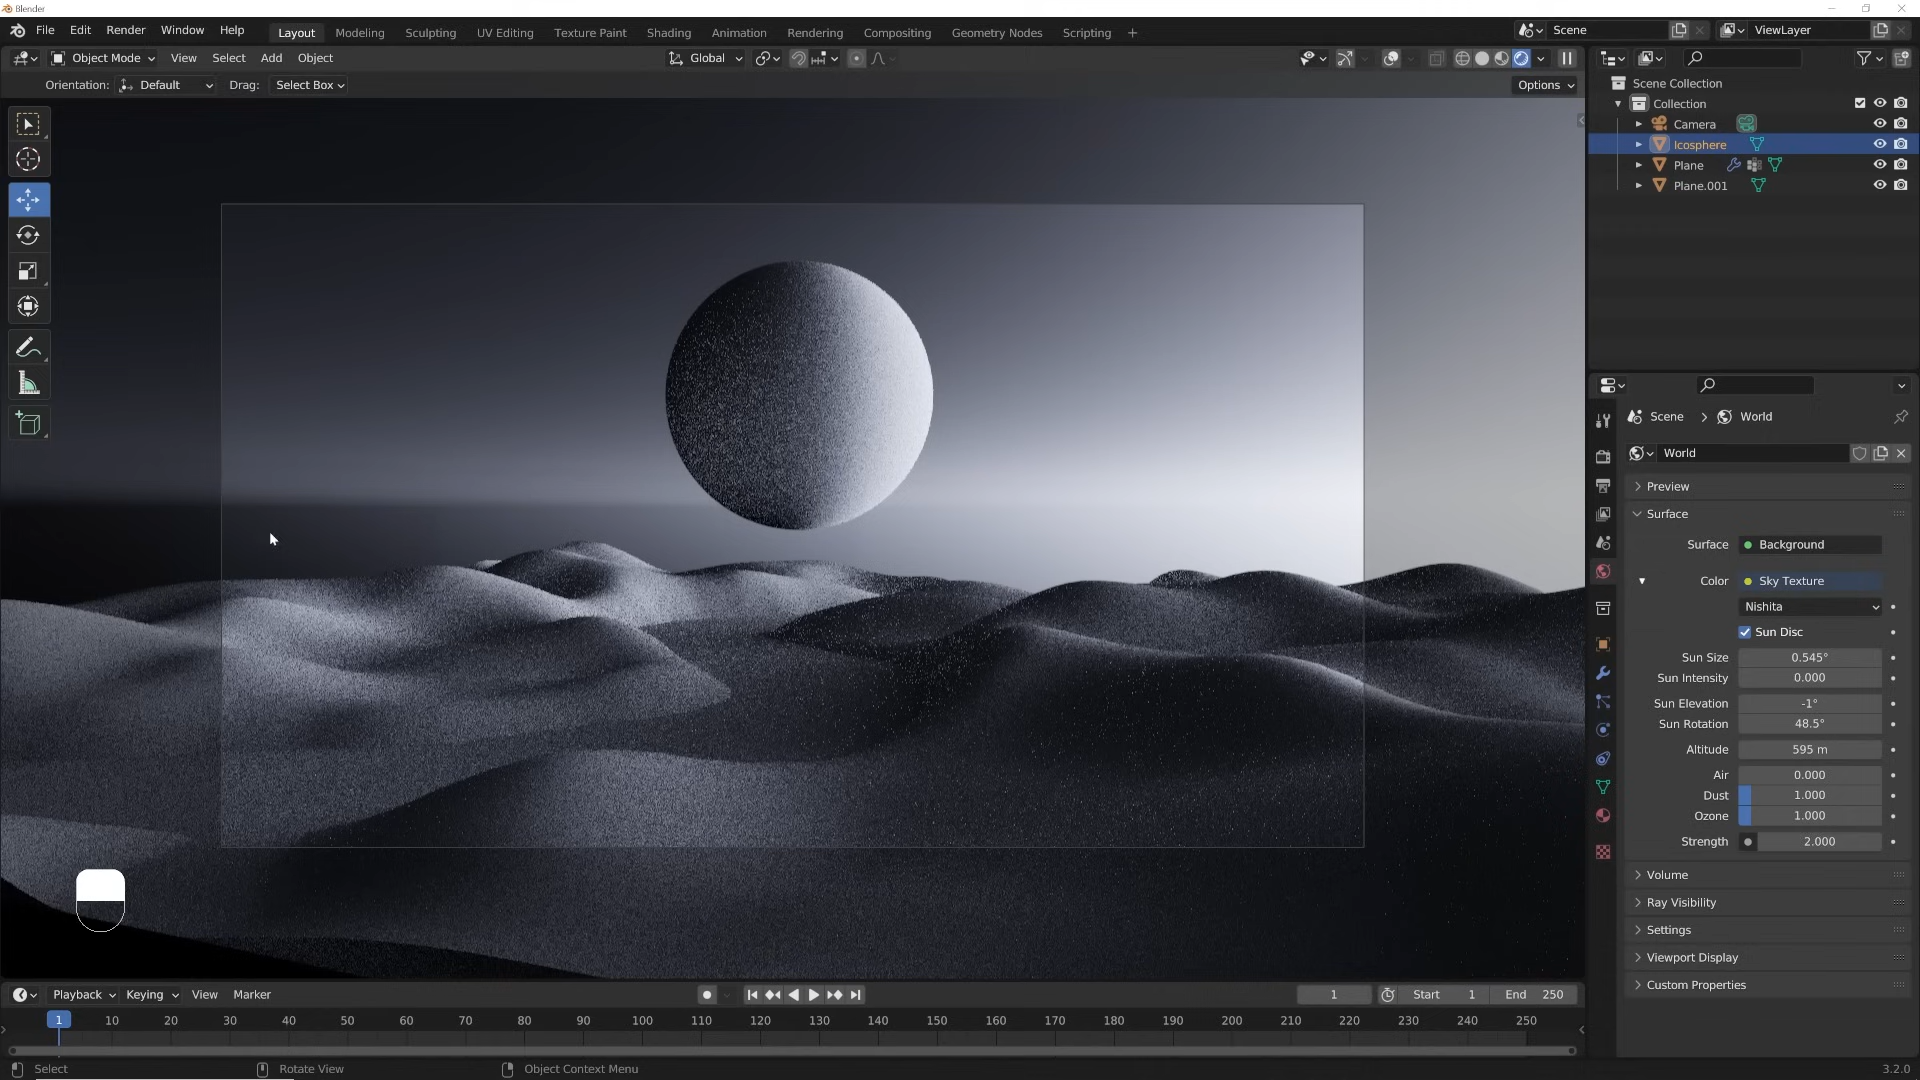 Blender
File Edit Render Window Help Layout Modeling Sculpting UV Editing Texture Paint Shading Animation Rendering Compositing Geometry Nodes Scripting + Scene ViewLayer
Object Mode View Select Add Object Global
Orientation: Default Drag: Select Box Options
Scene Collection
Collection
Camera
Icosphere
Plane
Plane.001
Scene > World
World
Preview
Surface
Surface Background
Color Sky Texture
Nishita
Sun Disc
Sun Size 0.545°
Sun Intensity 0.000
Sun Elevation -1°
Sun Rotation 48.5°
Altitude 595 m
Air 0.000
Dust 1.000
Ozone 1.000
Strength 2.000
Volume
Ray Visibility
Settings
Viewport Display
Custom Properties
Playback Keying View Marker 1 Start 1 End 250
1 10 20 30 40 50 60 70 80 90 100 110 120 130 140 150 160 170 180 190 200 210 220 230 240 250
Select Rotate View Object Context Menu 3.2.0